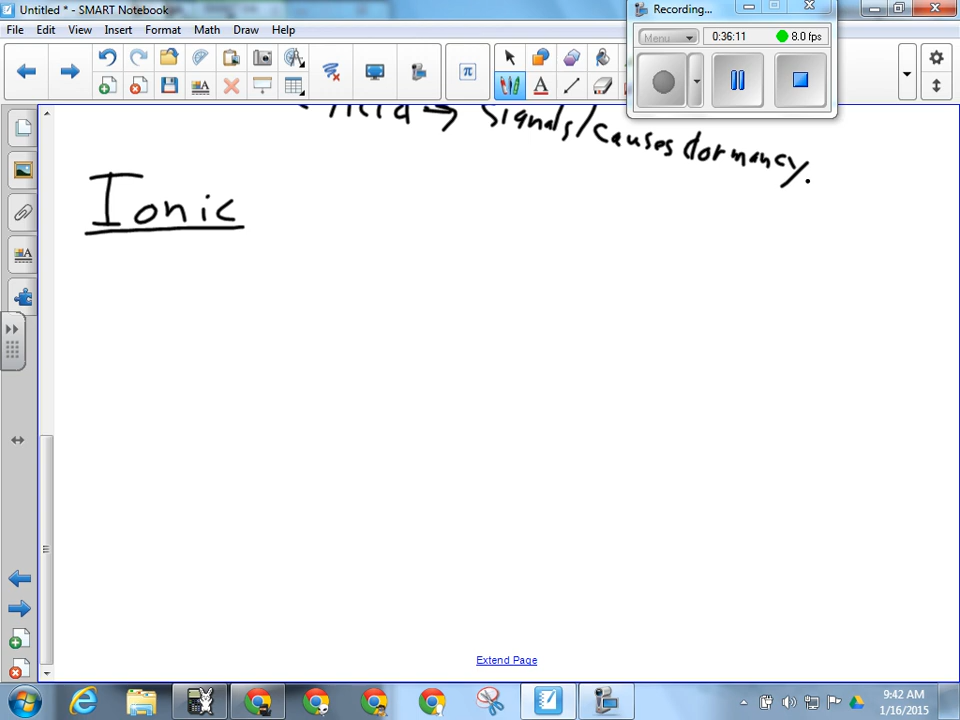 Untitled * - SMART Notebook
Recording...
File Edit View Insert Format Math Draw Help
Menu 0:36:11 8.0 fps
π
Acid → Signals/causes dormancy.
Ionic
Extend Page
9:42 AM
1/16/2015